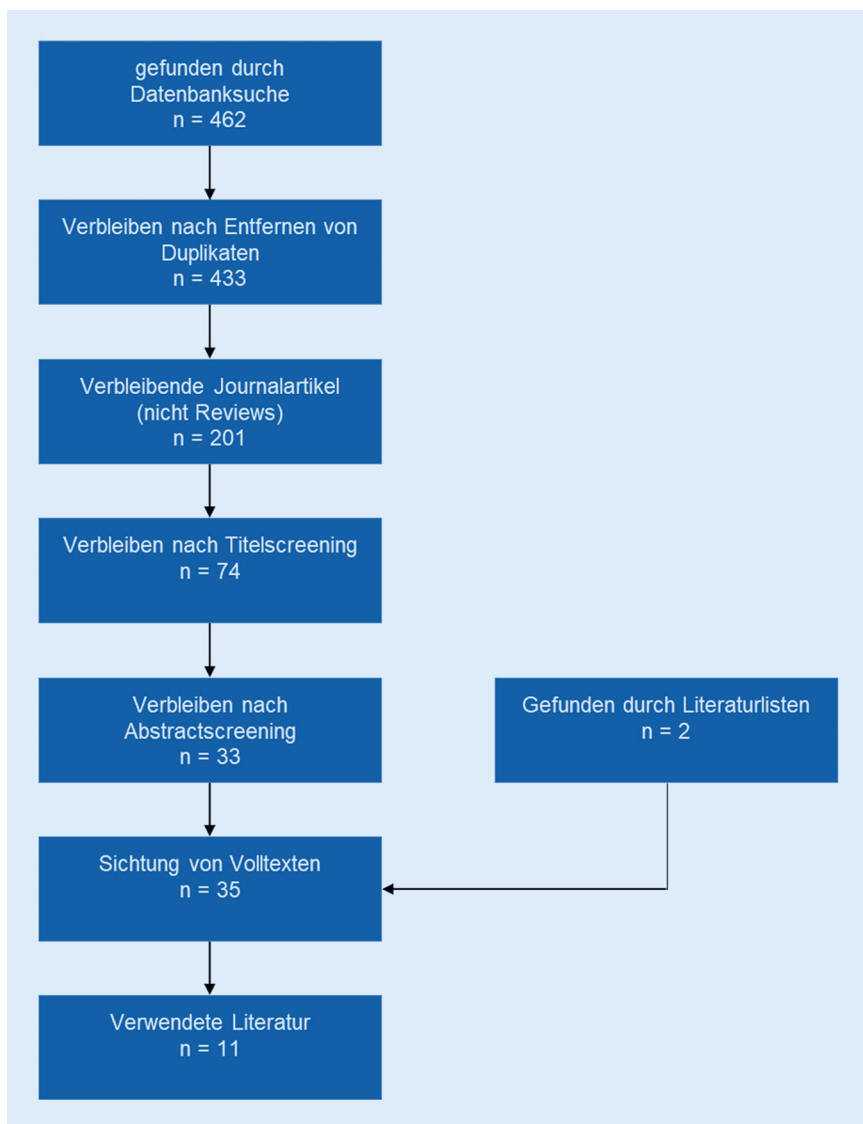 gefunden durch
Datenbanksuche
n = 462
Verbleiben nach Entfernen von
Duplikaten
n = 433
Verbleibende Journalartikel
(nicht Reviews)
n = 201
Verbleiben nach Titelscreening
n = 74
Verbleiben nach
Abstractscreening
n = 33
Gefunden durch Literaturlisten
n = 2
Sichtung von Volltexten
n = 35
Verwendete Literatur
n = 11